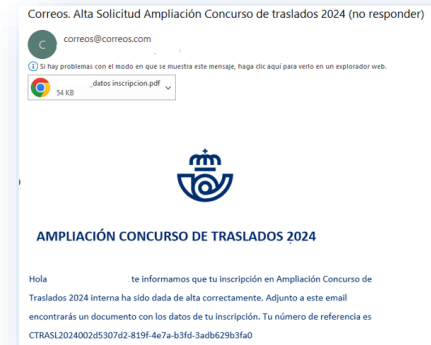 Correos. Alta Solicitud Ampliación Concurso de traslados 2024 (no responder)
C
correos@correos.com
Si hay problemas con el modo en que se muestra este mensaje, haga clic aquí para verlo en un explorador web.
_datos inscripcion.pdf
54 KB
AMPLIACIÓN CONCURSO DE TRASLADOS 2024
Hola te informamos que tu inscripción en Ampliación Concurso de
Traslados 2024 interna ha sido dada de alta correctamente. Adjunto a este email
encontrarás un documento con los datos de tu inscripción. Tu número de referencia es
CTRASL2024002d5307d2-819f-4e7a-b3fd-3adb629b3fa0